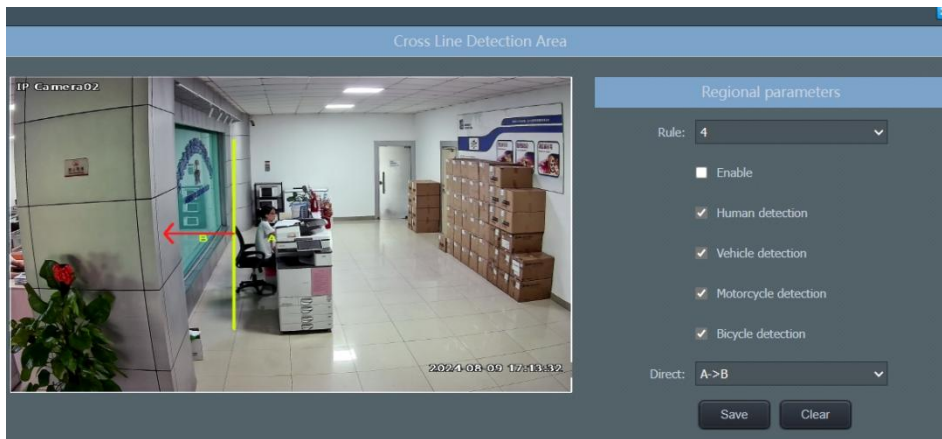 Cross Line Detection Area
IP Camera02
B
A
2024-08-09 17:13:32
Regional parameters
Rule: 4
Enable
Human detection
Vehicle detection
Motorcycle detection
Bicycle detection
Direct: A->B
Save Clear